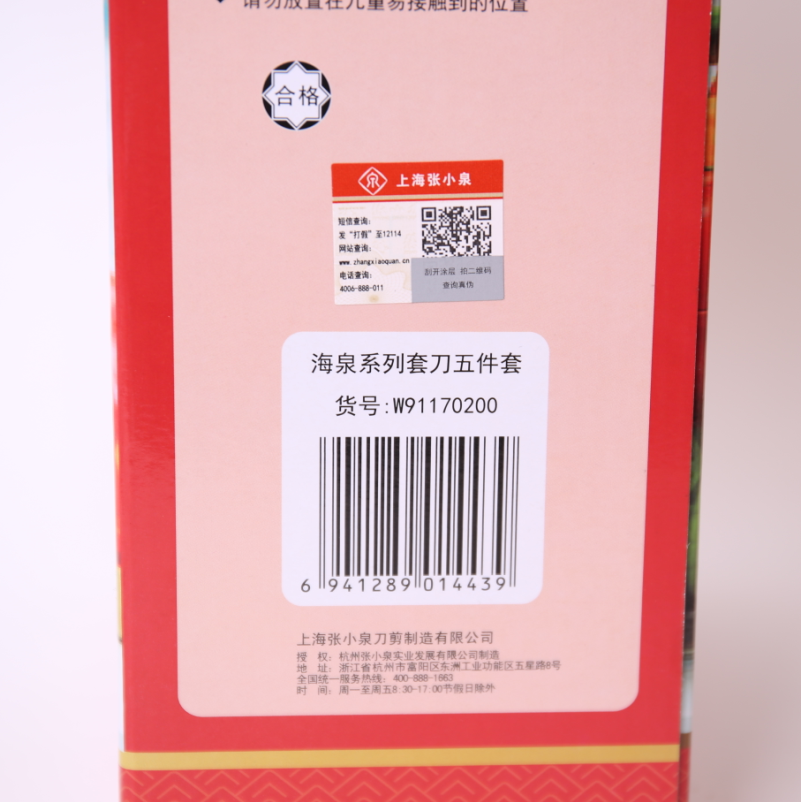 请勿放置在儿童易接触到的位置
合格
上海张小泉
短信查询:
发“打假”至12114
网站查询:
www.zhangxiaoquan.cn
电话查询:
4006-888-011
刮开涂层 扫二维码
查询真伪
海泉系列套刀五件套
货号:W91170200
6 941289 014439
上海张小泉刀剪制造有限公司
授 权: 杭州张小泉实业发展有限公司制造
地 址: 浙江省杭州市富阳区东洲工业功能区五星路8号
全国统一服务热线: 400-888-1663
时 间: 周一至周五8:30-17:00节假日除外